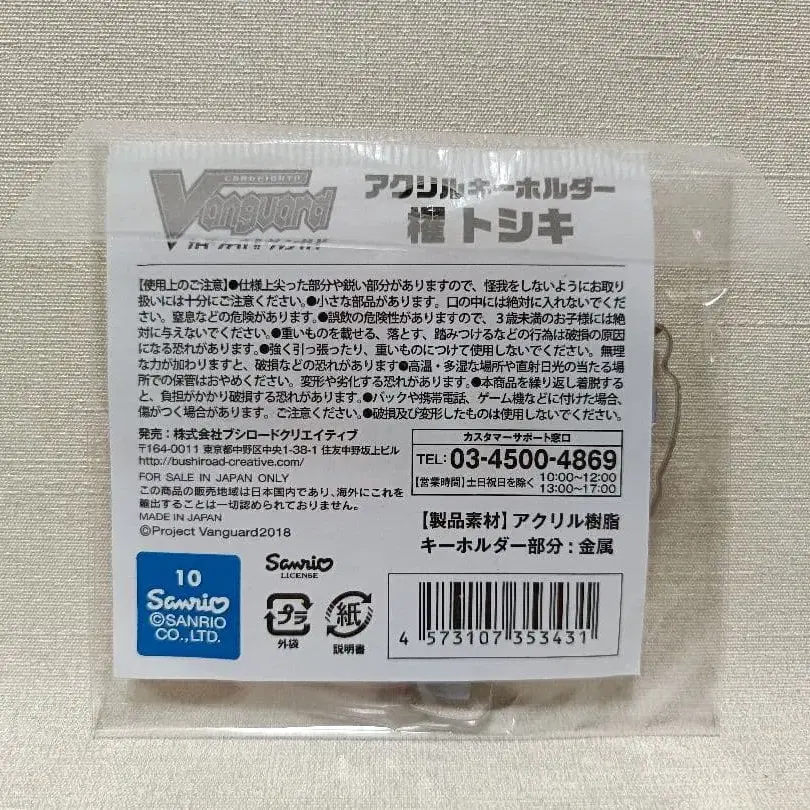 CARDFIGHT!!
Vanguard
カードファイト!! ヴァンガード
アクリルキーホルダー
櫂 トシキ
【使用上のご注意】●仕様上尖った部分や鋭い部分がありますので、怪我をしないようにお取り
扱いには十分にご注意ください。●小さな部品があります。口の中には絶対に入れないでくだ
さい。窒息などの危険があります。●誤飲の危険性がありますので、3歳未満のお子様には絶
対に与えないでください。●重いものを載せる、落とす、踏みつけるなどの行為は破損の原因
になる恐れがあります。●強く引っ張ったり、重いものにつけて使用しないでください。無理
な力が加わりますと、破損などの恐れがあります●高温・多湿な場所や直射日光の当たる場
所での保管はおやめください。変形や劣化する恐れがあります。●本商品を繰り返し着脱する
と、負担がかかり破損する恐れがあります。●バックや携帯電話、ゲーム機などに付けた場合、
傷がつく場合があります。ご注意ください。●破損及び変形したものは使用しないでください。
発売：株式会社ブシロードクリエイティブ
〒164-0011 東京都中野区中央1-38-1 住友中野坂上ビル
http://bushiroad-creative.com/
FOR SALE IN JAPAN ONLY
この商品の販売地域は日本国内であり、海外にこれを
輸出することは一切認められておりません。
MADE IN JAPAN
©Project Vanguard2018
カスタマーサポート窓口
TEL: 03-4500-4869
【営業時間】土日祝日を除く 10:00〜12:00
13:00〜17:00
【製品素材】アクリル樹脂
キーホルダー部分：金属
10
Sanrio
©SANRIO
CO.,LTD.
Sanrio
LICENSE
プラ
外袋
紙
説明書
4 573107 353431